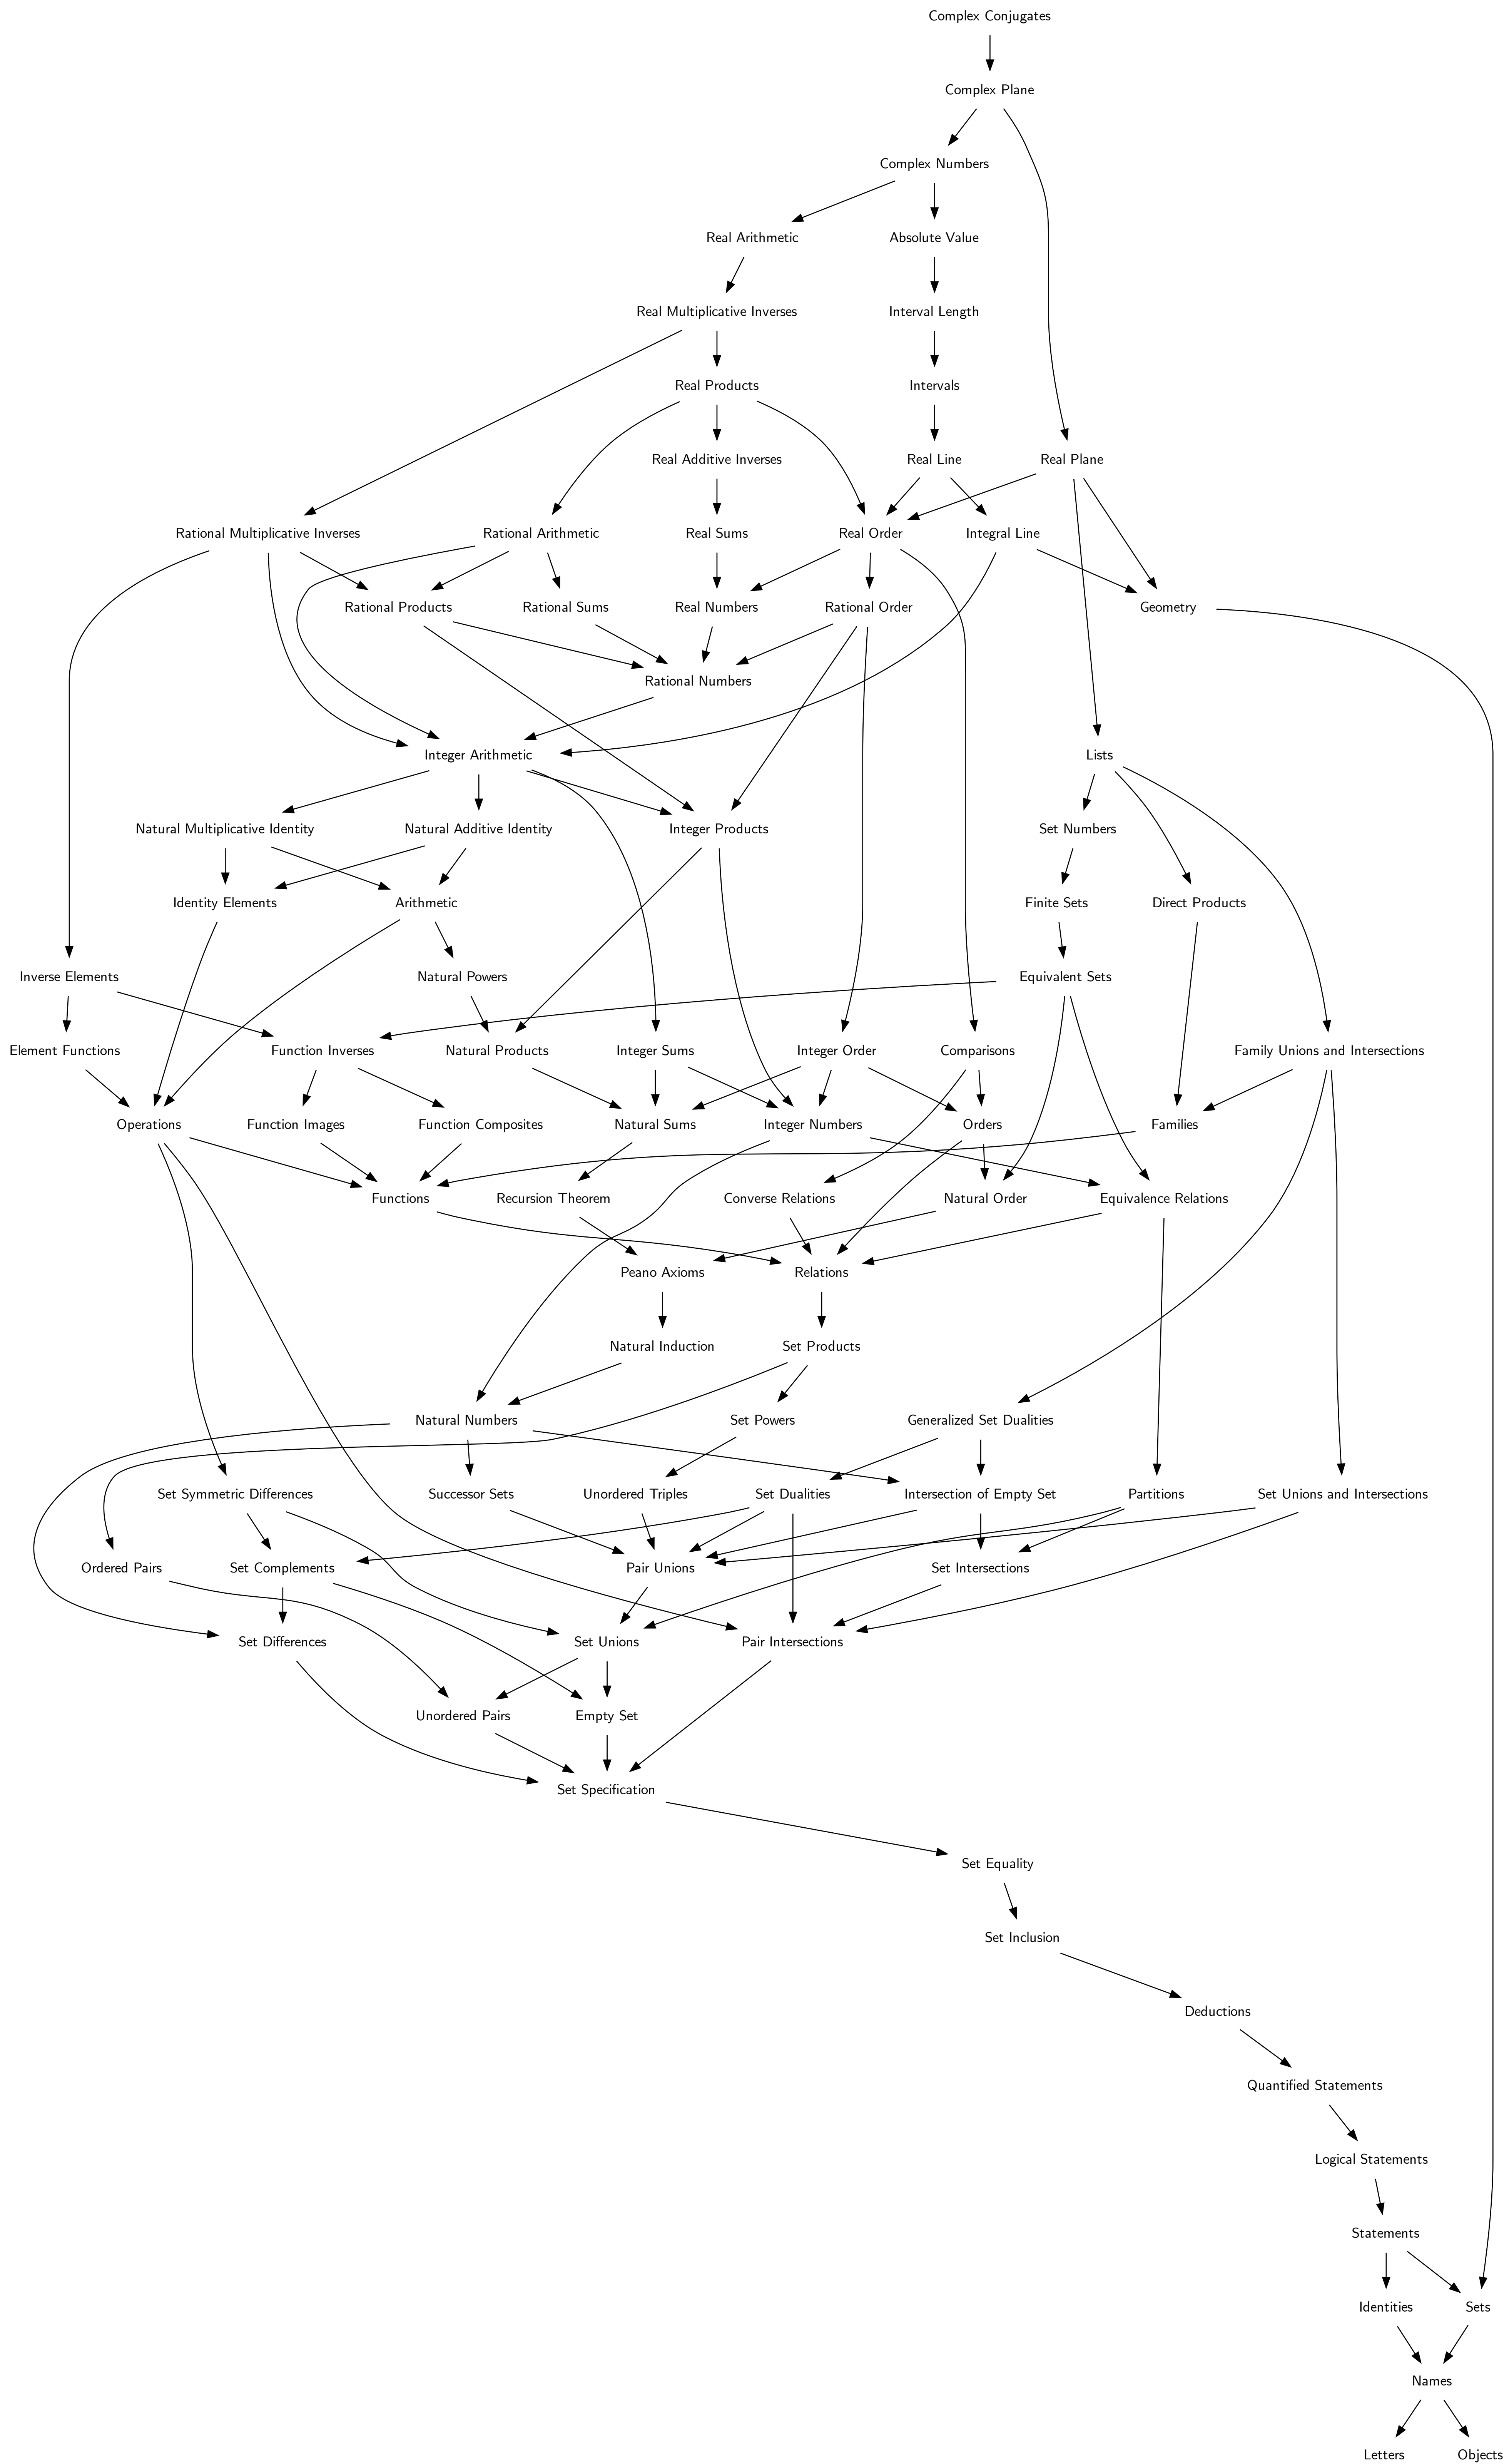 Complex Conjugates
Complex Plane
Complex Numbers
Real Arithmetic
Absolute Value
Real Multiplicative Inverses
Interval Length
Real Products
Intervals
Real Additive Inverses
Real Line
Real Plane
Rational Multiplicative Inverses
Rational Arithmetic
Real Sums
Real Order
Integral Line
Rational Products
Rational Sums
Real Numbers
Rational Order
Geometry
Rational Numbers
Integer Arithmetic
Lists
Natural Multiplicative Identity
Natural Additive Identity
Integer Products
Set Numbers
Identity Elements
Arithmetic
Finite Sets
Direct Products
Inverse Elements
Natural Powers
Equivalent Sets
Element Functions
Function Inverses
Natural Products
Integer Sums
Integer Order
Comparisons
Family Unions and Intersections
Operations
Function Images
Function Composites
Natural Sums
Integer Numbers
Orders
Families
Functions
Recursion Theorem
Converse Relations
Natural Order
Equivalence Relations
Peano Axioms
Relations
Natural Induction
Set Products
Natural Numbers
Set Powers
Generalized Set Dualities
Set Symmetric Differences
Successor Sets
Unordered Triples
Set Dualities
Intersection of Empty Set
Partitions
Set Unions and Intersections
Ordered Pairs
Set Complements
Pair Unions
Set Intersections
Set Differences
Set Unions
Pair Intersections
Unordered Pairs
Empty Set
Set Specification
Set Equality
Set Inclusion
Deductions
Quantified Statements
Logical Statements
Statements
Identities
Sets
Names
Letters
Objects